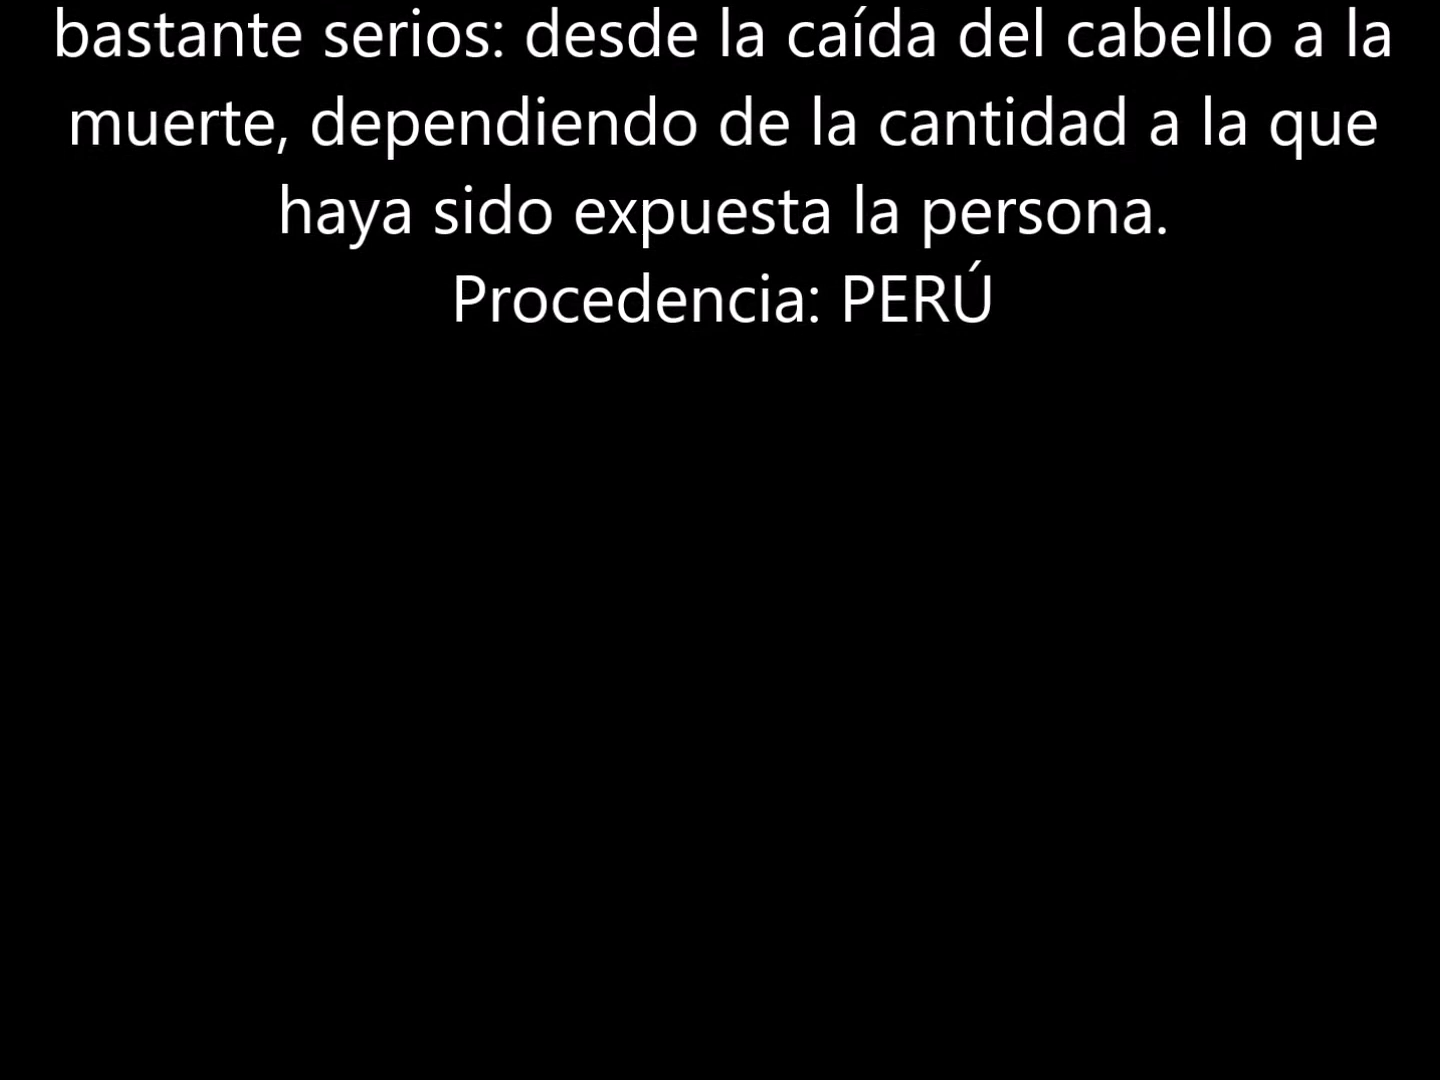 bastante serios: desde la caída del cabello a la
muerte, dependiendo de la cantidad a la que
haya sido expuesta la persona.
Procedencia: PERÚ